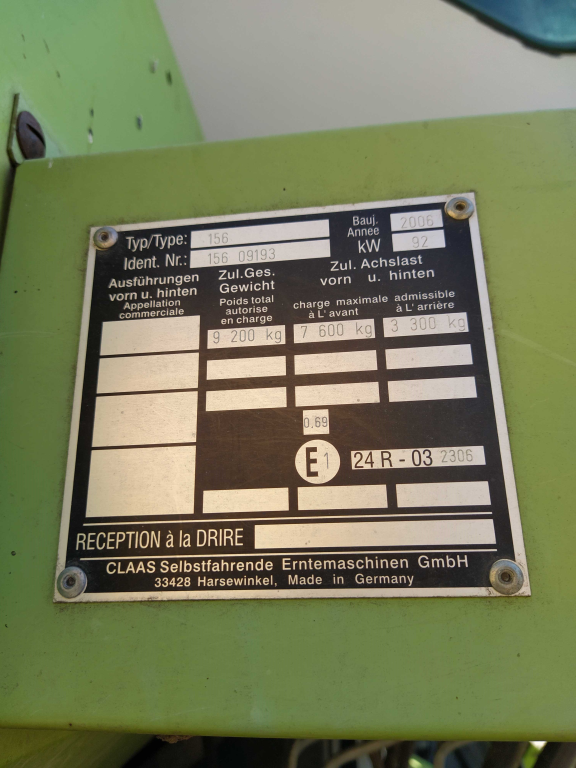 Typ/Type: 156
Bauj. Annee 2006
Ident. Nr.: 156 09193
kW 92
Ausführungen vorn u. hinten
Appellation commerciale
Zul.Ges. Gewicht
Poids total autorise en charge
Zul. Achslast vorn u. hinten
charge maximale admissible
à L'avant à L'arrière
9 200 kg 7 600 kg 3 300 kg
0.69
E1 24 R - 03 2306
RECEPTION à la DRIRE
CLAAS Selbstfahrende Erntemaschinen GmbH
33428 Harsewinkel, Made in Germany